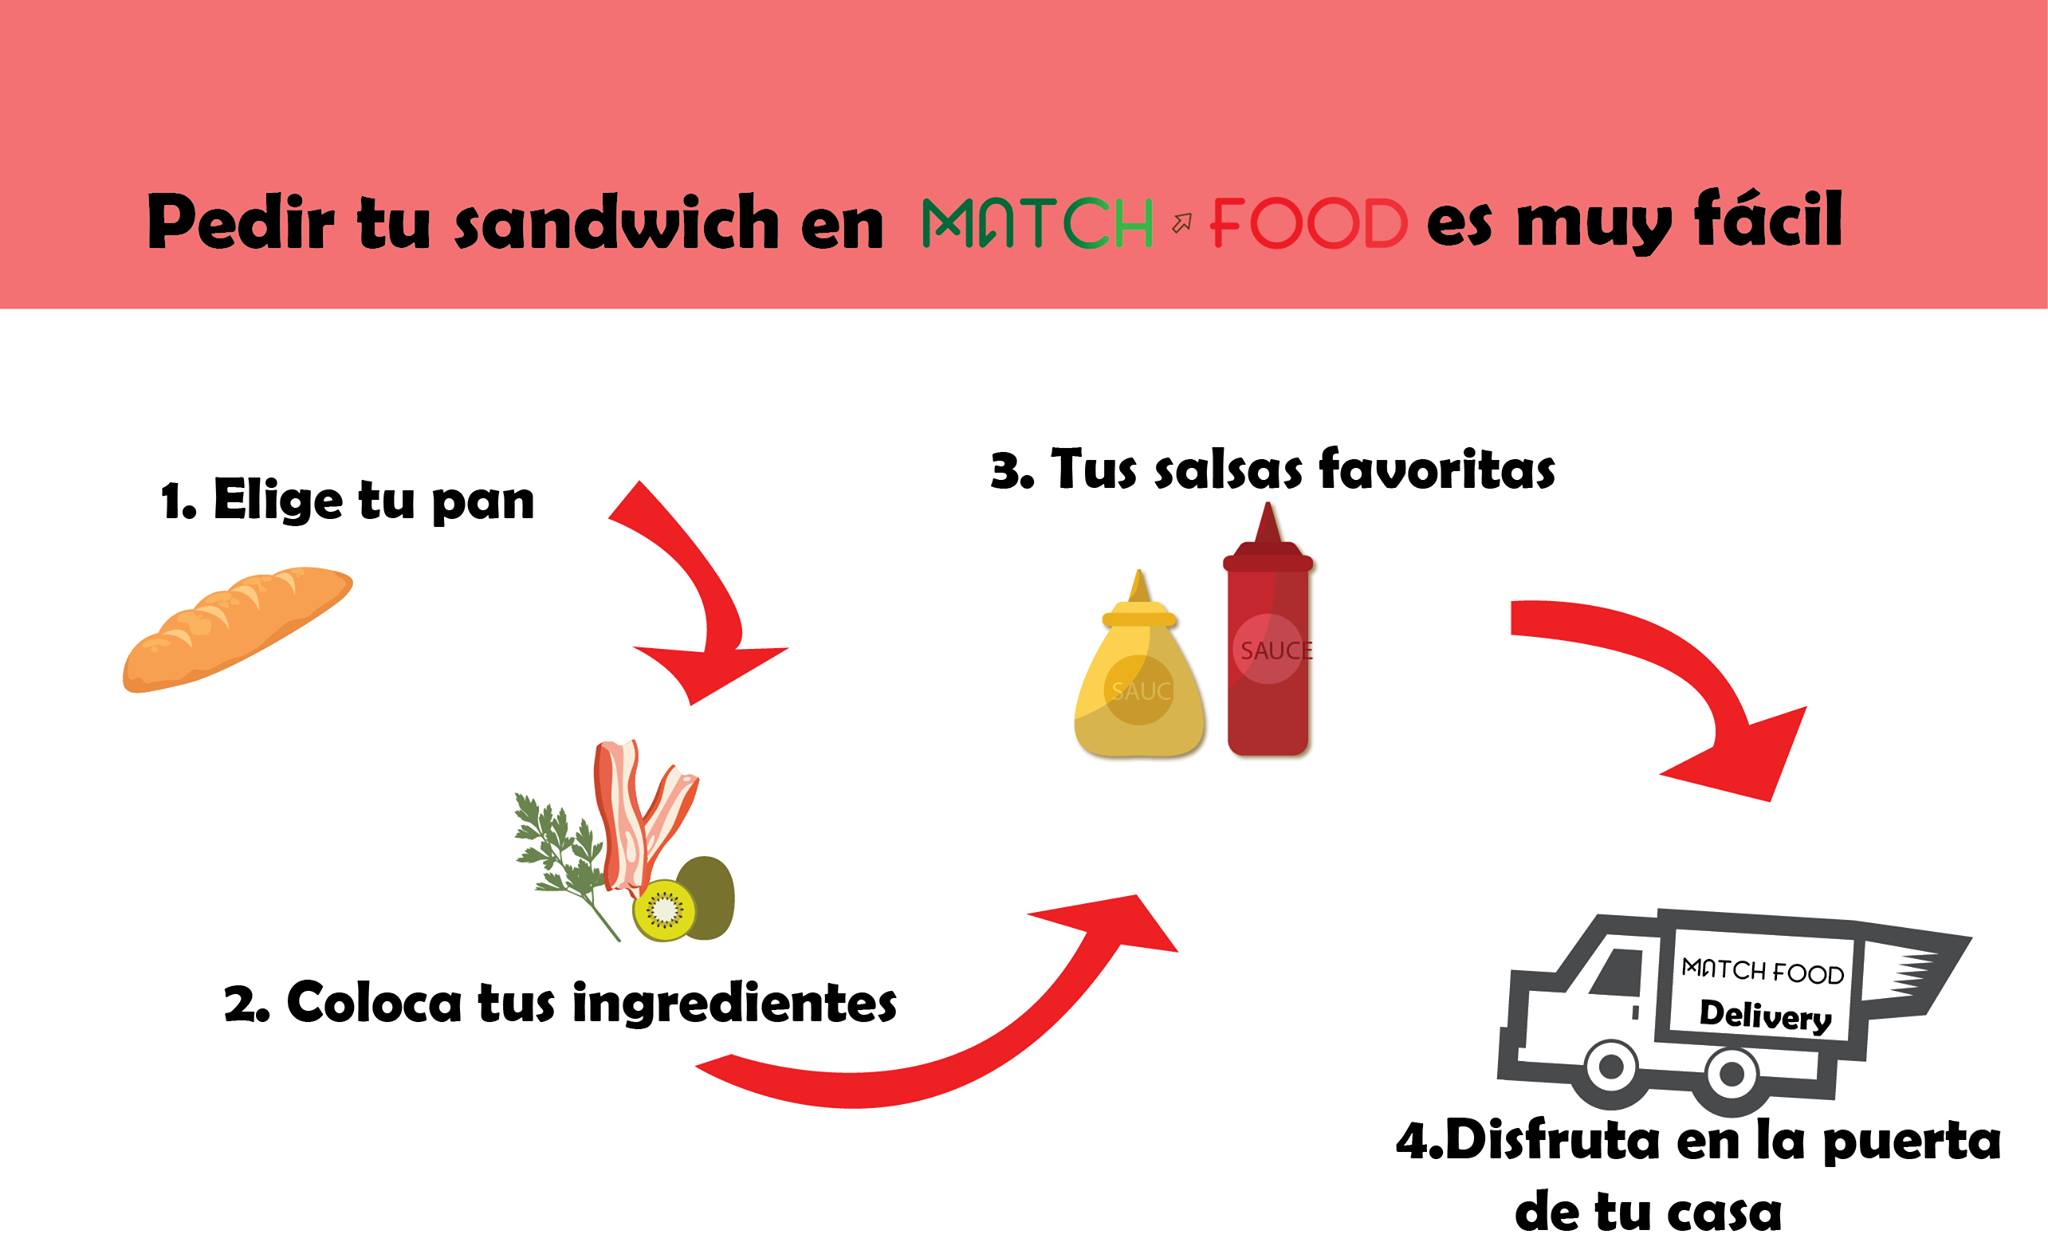 Pedir tu sandwich en MATCH FOOD es muy fácil
1. Elige tu pan
2. Coloca tus ingredientes
3. Tus salsas favoritas
SAUC
SAUCE
MATCH FOOD
Delivery
4.Disfruta en la puerta
de tu casa